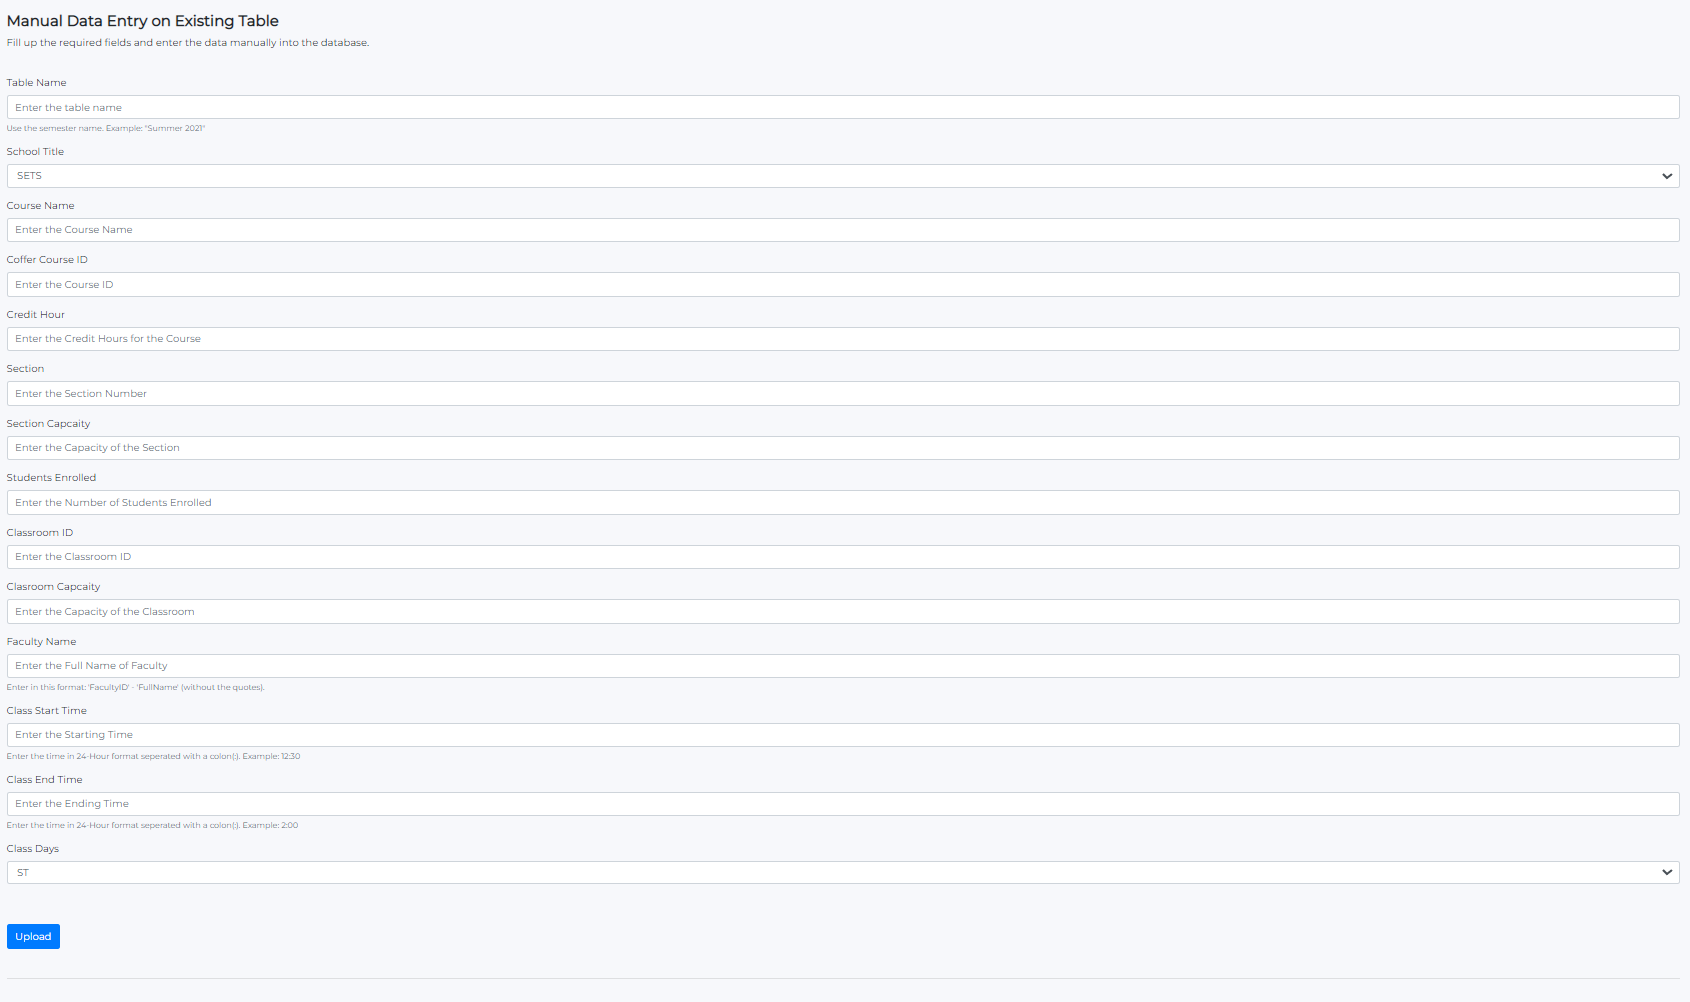 Manual Data Entry on Existing Table
Fill up the required fields and enter the data manually into the database.
Table Name
Enter the table name
Use the semester name. Example: "Summer 2021"
School Title
SETS
Course Name
Enter the Course Name
Coffer Course ID
Enter the Course ID
Credit Hour
Enter the Credit Hours for the Course
Section
Enter the Section Number
Section Capcaity
Enter the Capacity of the Section
Students Enrolled
Enter the Number of Students Enrolled
Classroom ID
Enter the Classroom ID
Clasroom Capcaity
Enter the Capacity of the Classroom
Faculty Name
Enter the Full Name of Faculty
Enter in this format: 'FacultyID' - 'FullName' (without the quotes).
Class Start Time
Enter the Starting Time
Enter the time in 24-Hour format seperated with a colon(:). Example: 12:30
Class End Time
Enter the Ending Time
Enter the time in 24-Hour format seperated with a colon(:). Example: 2:00
Class Days
ST
Upload